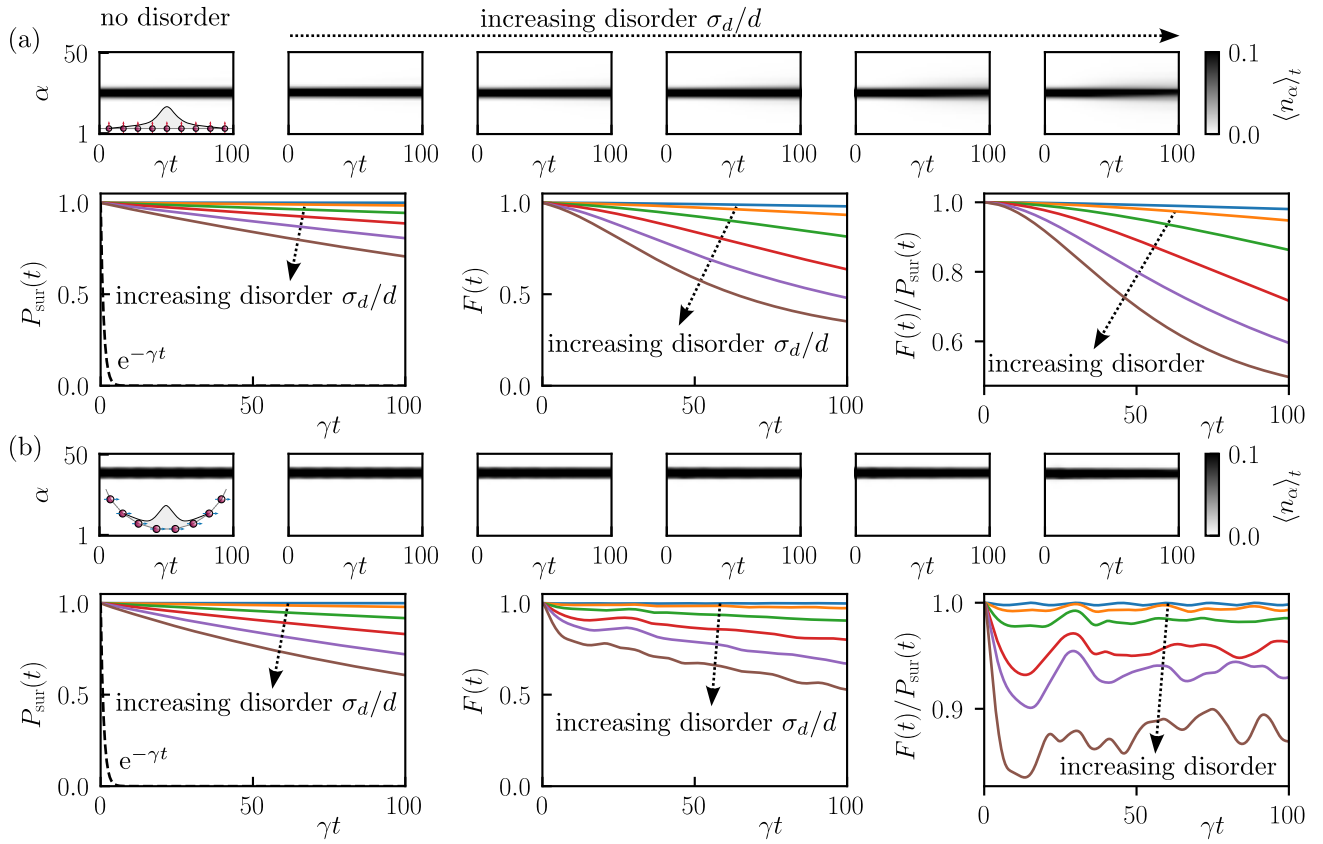 no disorder
increasing disorder σ_d/d
(a)
50
α
1
0 γt 100
0 γt 100
0 γt 100
0 γt 100
0 γt 100
0 γt 100
0.1
0.0
⟨n_α⟩_t
1.0
0.5
0.0
P_sur(t)
increasing disorder σ_d/d
e^{−γt}
0 50 100
γt
1.0
0.5
0.0
F(t)
increasing disorder σ_d/d
0 50 100
γt
1.0
0.8
0.6
F(t)/P_sur(t)
increasing disorder
0 50 100
γt
(b)
50
α
1
0 γt 100
0 γt 100
0 γt 100
0 γt 100
0 γt 100
0 γt 100
0.1
0.0
⟨n_α⟩_t
1.0
0.5
0.0
P_sur(t)
increasing disorder σ_d/d
e^{−γt}
0 50 100
γt
1.0
0.5
0.0
F(t)
increasing disorder σ_d/d
0 50 100
γt
1.0
0.9
F(t)/P_sur(t)
increasing disorder
0 50 100
γt